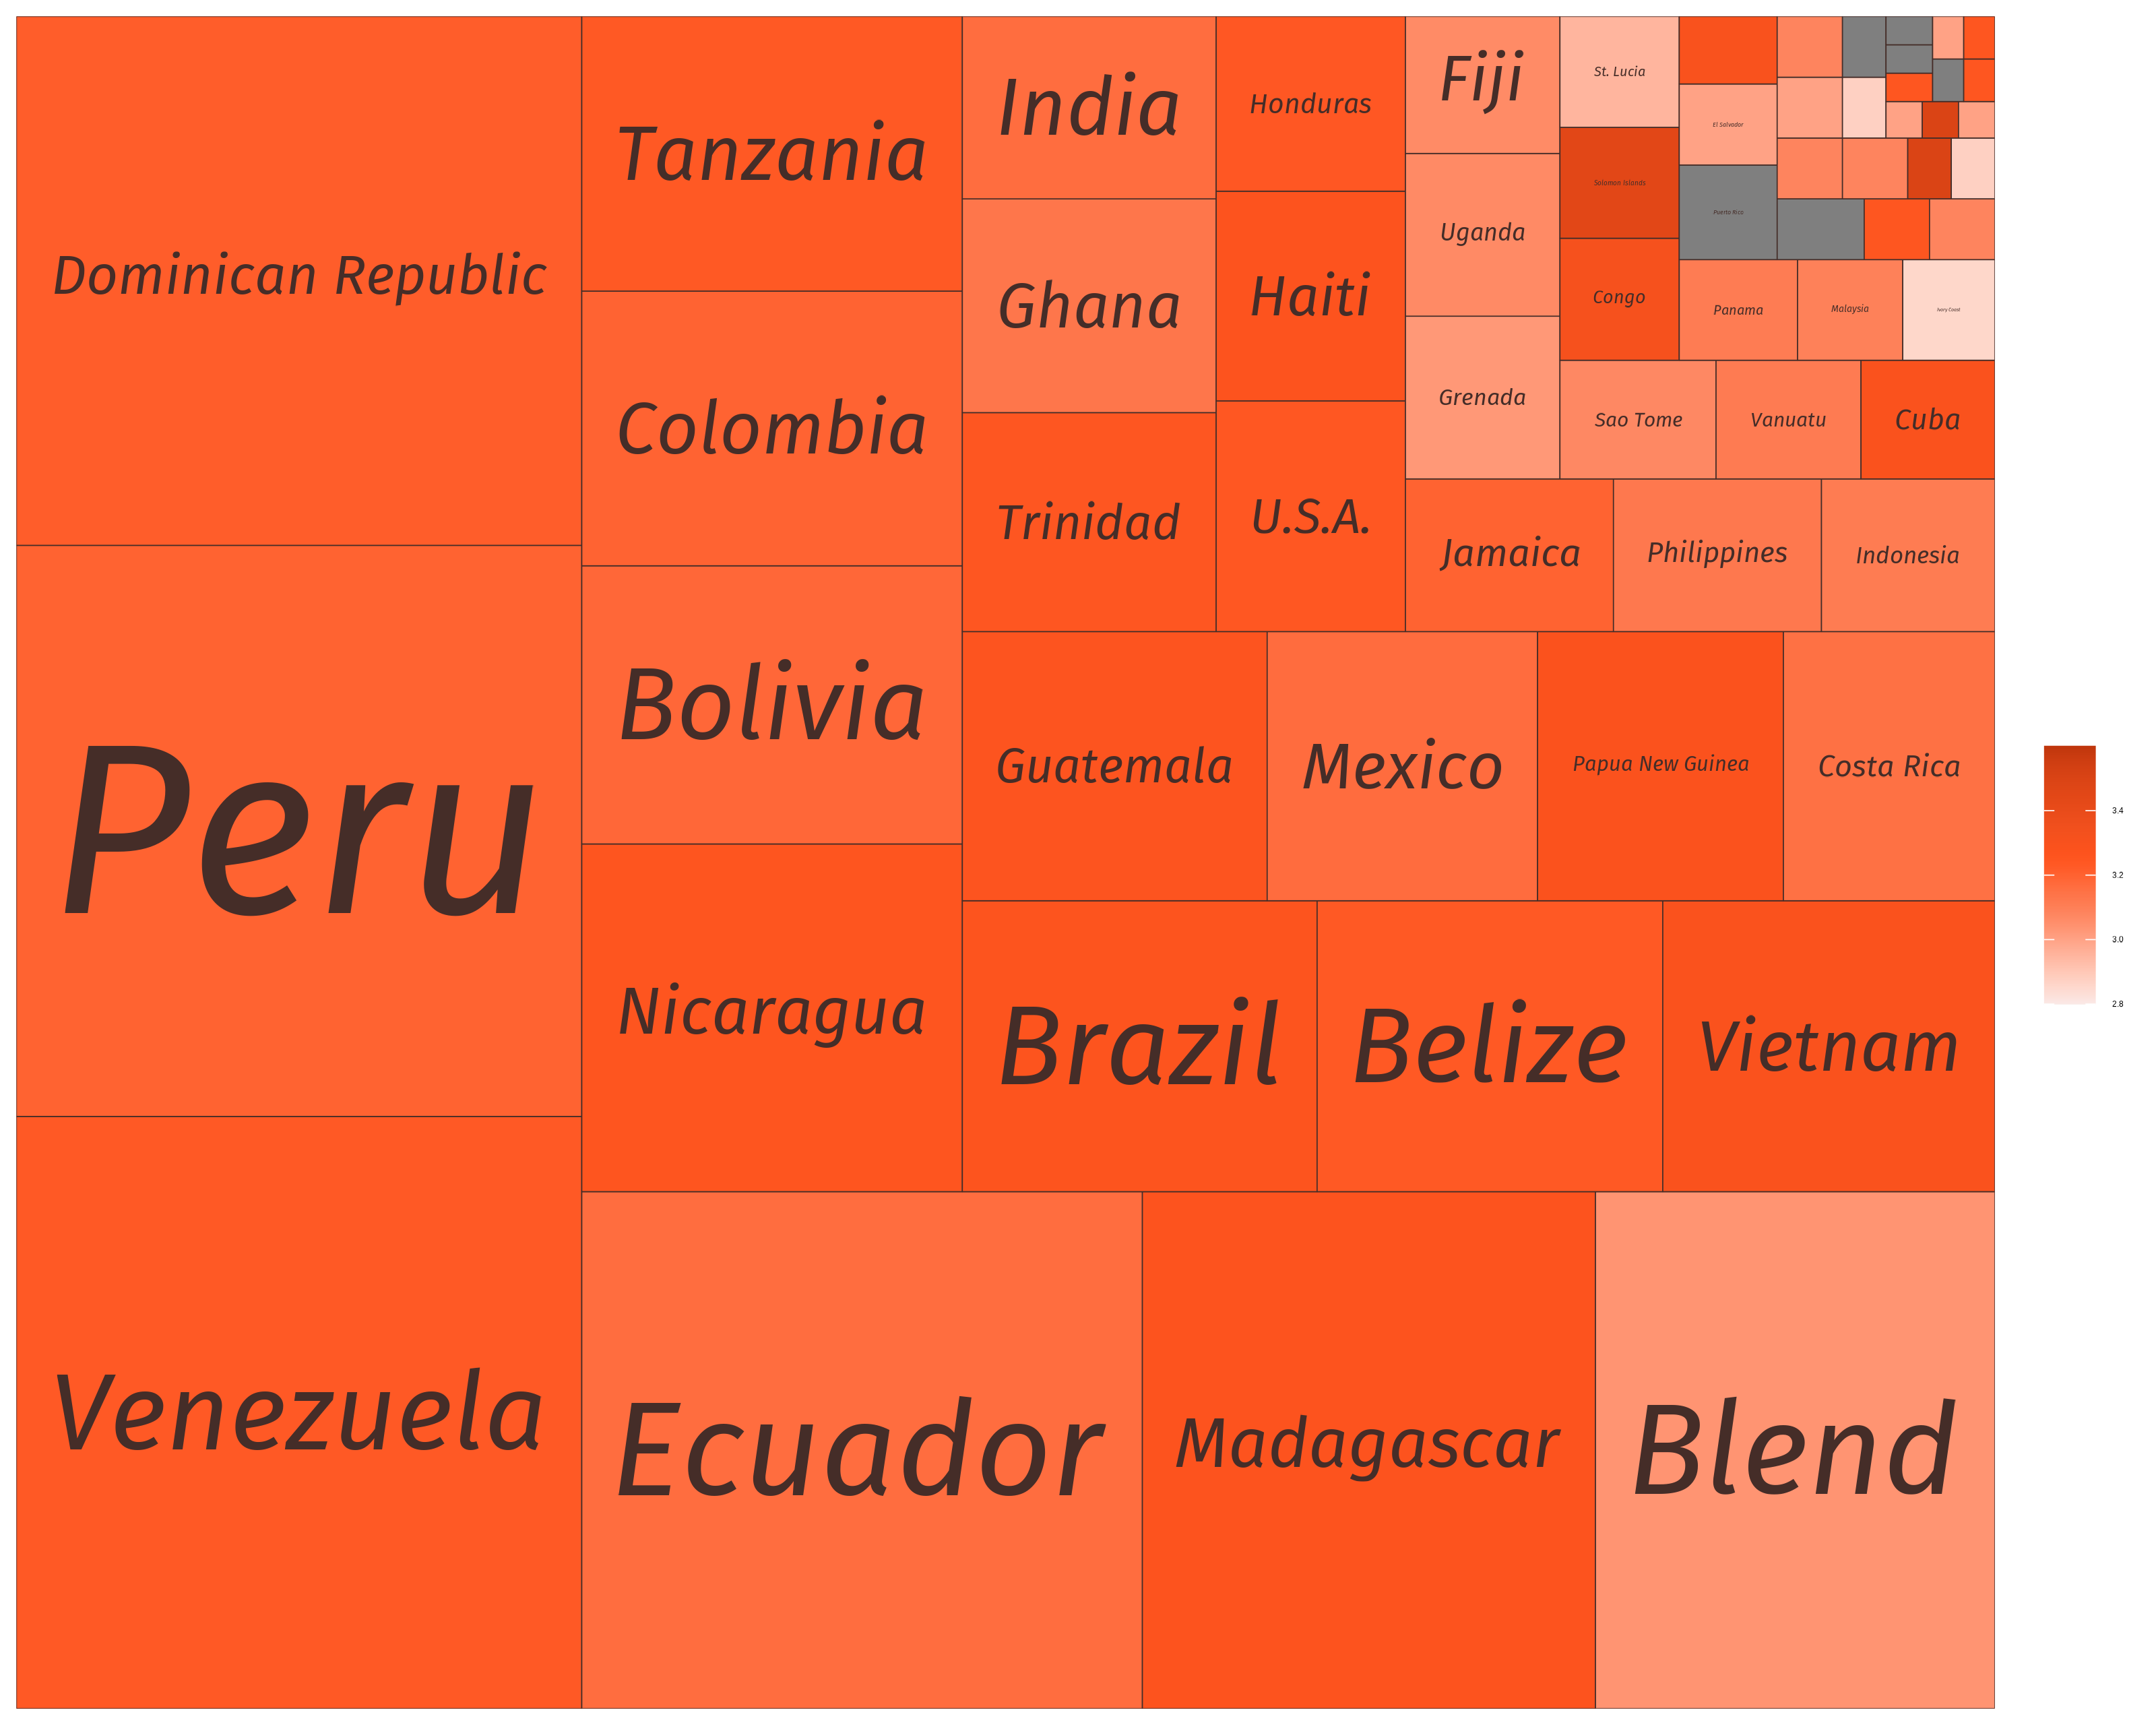 Tanzania
India
Honduras
Fiji
St. Lucia
El Salvador
Solomon Islands
Puerto Rico
Uganda
Dominican Republic
Ghana
Haiti
Congo
Panama
Malaysia
Ivory Coast
Colombia
Trinidad
U.S.A.
Grenada
Sao Tome
Vanuatu
Cuba
Jamaica
Philippines
Indonesia
Peru
Bolivia
Guatemala
Mexico
Papua New Guinea
Costa Rica
Nicaragua
Brazil
Belize
Vietnam
Venezuela
Ecuador
Madagascar
Blend
3.4
3.2
3.0
2.8